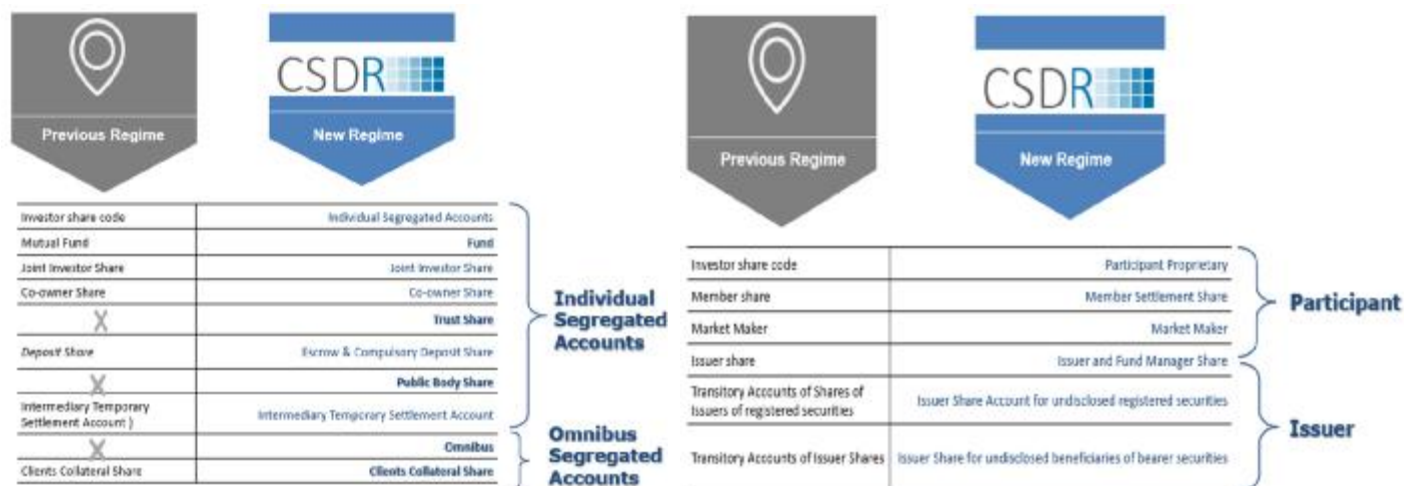 Previous Regime
CSDR
New Regime
Investor share code Individual Segregated Accounts
Mutual Fund Fund
Joint Investor Share Joint Investor Share
Co-owner Share Co-owner Share
X Trust Share
Deposit Share Escrow & Compulsory Deposit Share
X Public Body Share
Intermediary Temporary
Settlement Account ) Intermediary Temporary Settlement Account
X Omnibus
Clients Collateral Share Clients Collateral Share
Individual
Segregated
Accounts
Omnibus
Segregated
Accounts
Previous Regime
CSDR
New Regime
Investor share code Participant Proprietary
Member share Member Settlement Share
Market Maker Market Maker
Issuer share Issuer and Fund Manager Share
Transitory Accounts of Shares of
Issuers of registered securities Issuer Share Account for undisclosed registered securities
Transitory Accounts of Issuer Shares Issuer Share for undisclosed beneficiaries of bearer securities
Participant
Issuer